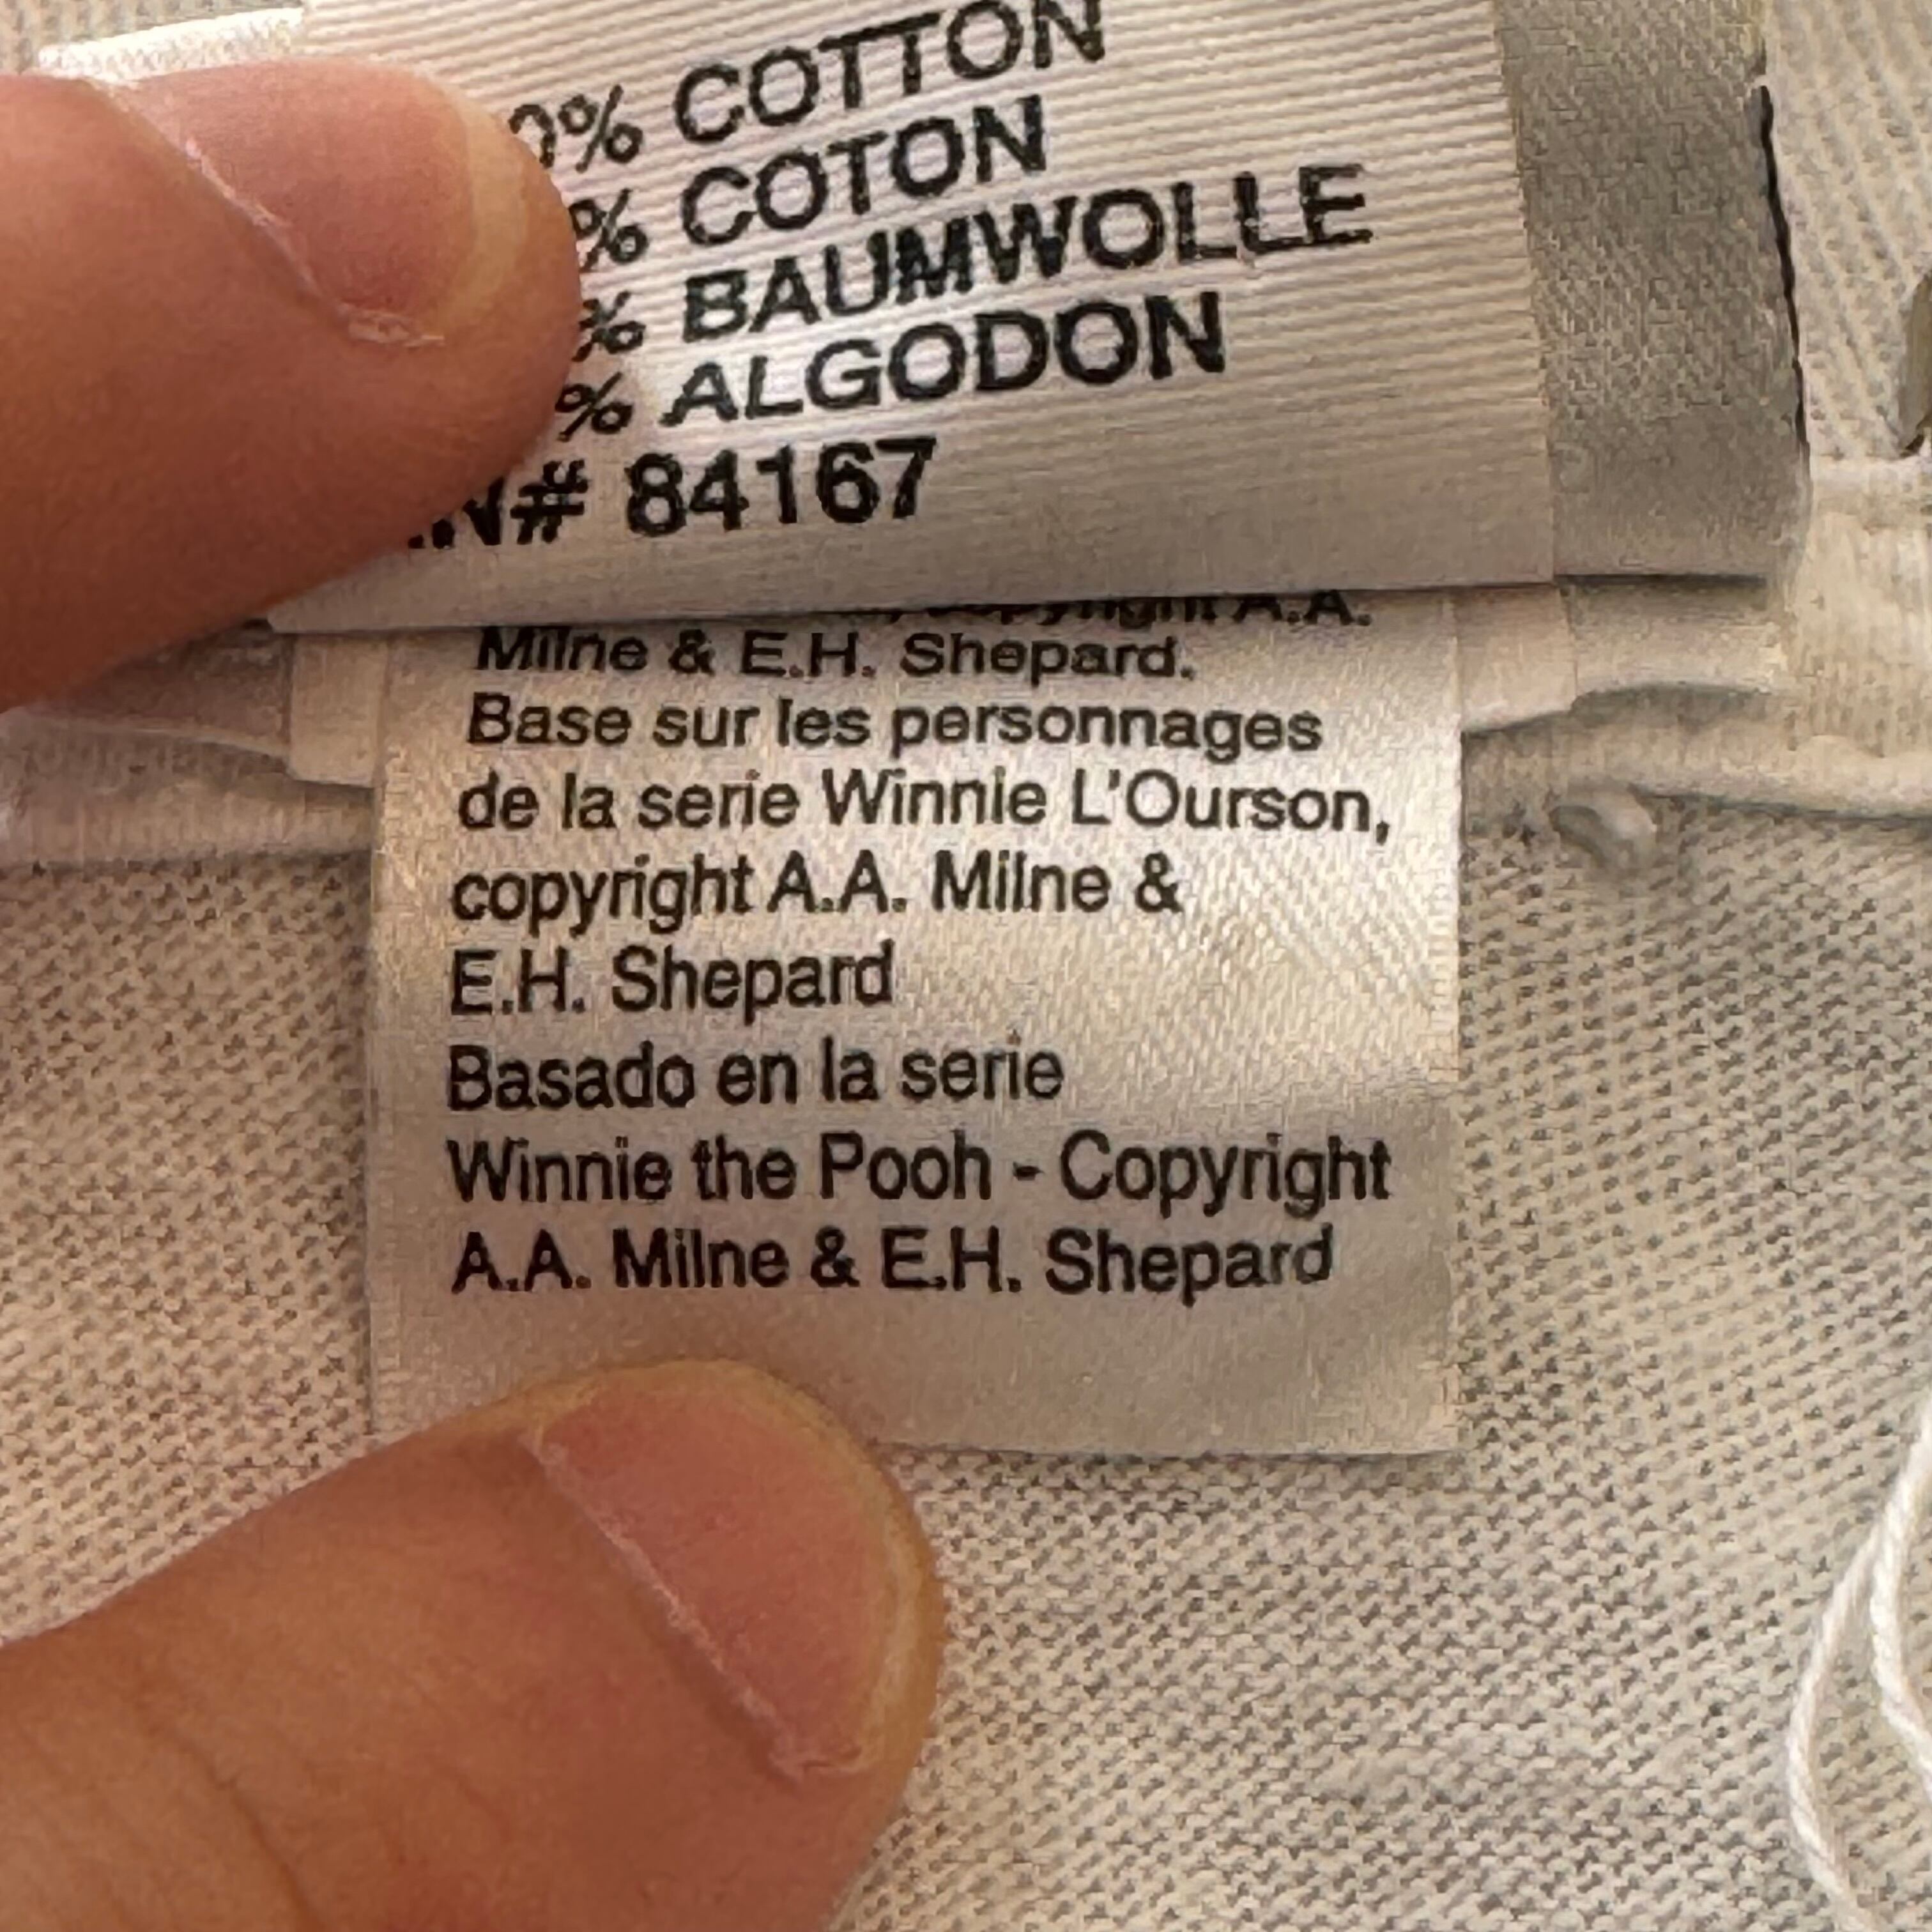 % COTTON
% COTON
% BAUMWOLLE
% ALGODON
N# 84167
copyright A.A.
Milne & E.H. Shepard.
Base sur les personnages
de la serie Winnie L'Ourson,
copyright A.A. Milne &
E.H. Shepard
Basado en la serie
Winnie the Pooh - Copyright
A.A. Milne & E.H. Shepard